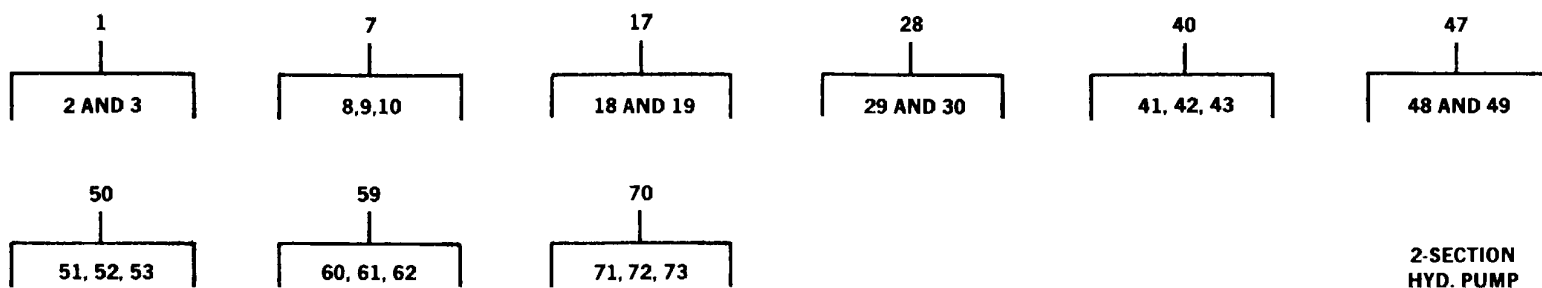 1 7 17 28 40 47
2 AND 3 8,9,10 18 AND 19 29 AND 30 41, 42, 43 48 AND 49
50 59 70
51, 52, 53 60, 61, 62 71, 72, 73
2-SECTION
HYD. PUMP